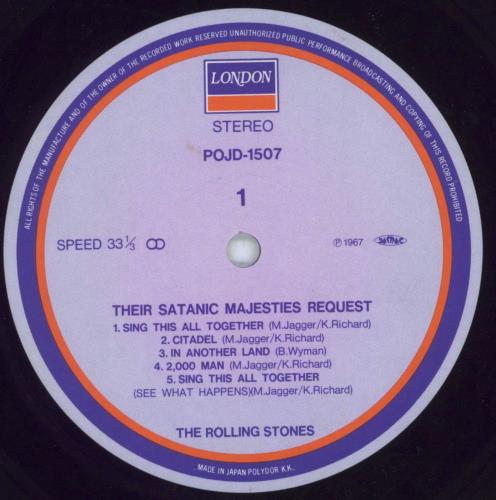 ALL RIGHTS OF THE MANUFACTURE AND OF THE OWNER OF THE RECORDED WORK RESERVED UNAUTHORIZED PUBLIC PERFORMANCE BROADCASTING AND COPYING OF THIS RECORD PROHIBITED
LONDON
STEREO
POJD-1507
1
SPEED 33⅓
℗ 1967
THEIR SATANIC MAJESTIES REQUEST
1. SING THIS ALL TOGETHER (M.Jagger/K.Richard)
2. CITADEL (M.Jagger/K.Richard)
3. IN ANOTHER LAND (B.Wyman)
4. 2,000 MAN (M.Jagger/K.Richard)
5. SING THIS ALL TOGETHER
(SEE WHAT HAPPENS)(M.Jagger/K.Richard)
THE ROLLING STONES
MADE IN JAPAN POLYDOR K.K.